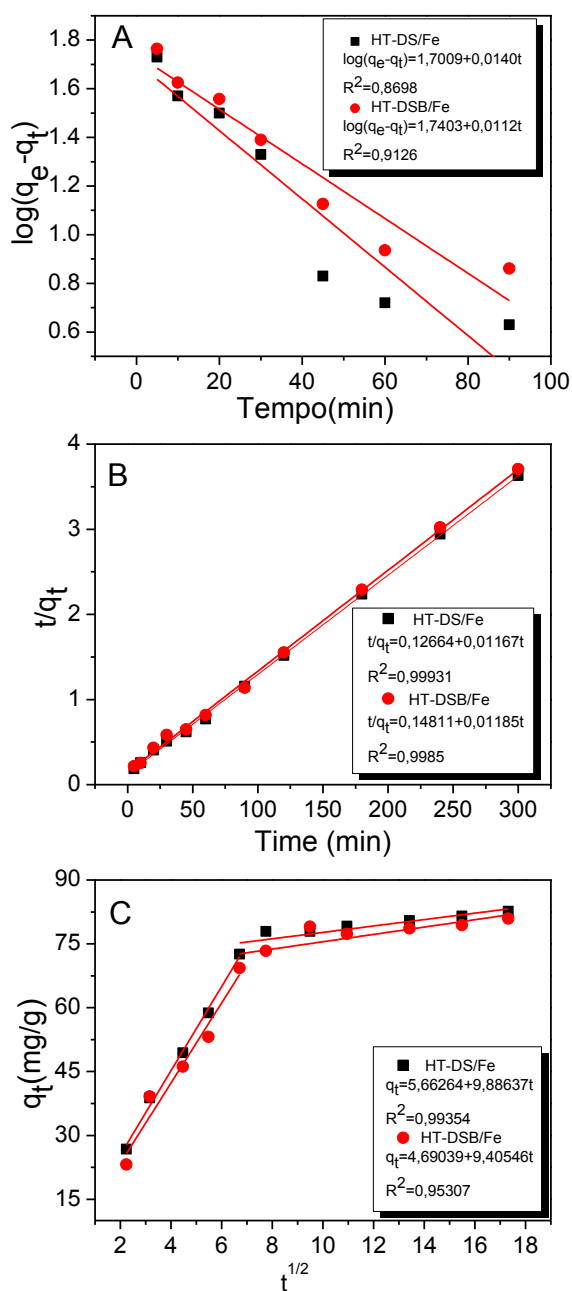 A
HT-DS/Fe
log(qe-qt)=1,7009+0,0140t
R2=0,8698
HT-DSB/Fe
log(qe-qt)=1,7403+0,0112t
R2=0,9126
log(qe-qt)
1.8
1.6
1.4
1.2
1.0
0.8
0.6
0 20 40 60 80 100
Tempo(min)
B
HT-DS/Fe
t/qt=0,12664+0,01167t
R2=0,99931
HT-DSB/Fe
t/qt=0,14811+0,01185t
R2=0,9985
t/qt
4
3
2
1
0
0 50 100 150 200 250 300
Time (min)
C
HT-DS/Fe
qt=5,66264+9,88637t
R2=0,99354
HT-DSB/Fe
qt=4,69039+9,40546t
R2=0,95307
qt(mg/g)
90
75
60
45
30
15
2 4 6 8 10 12 14 16 18
t1/2